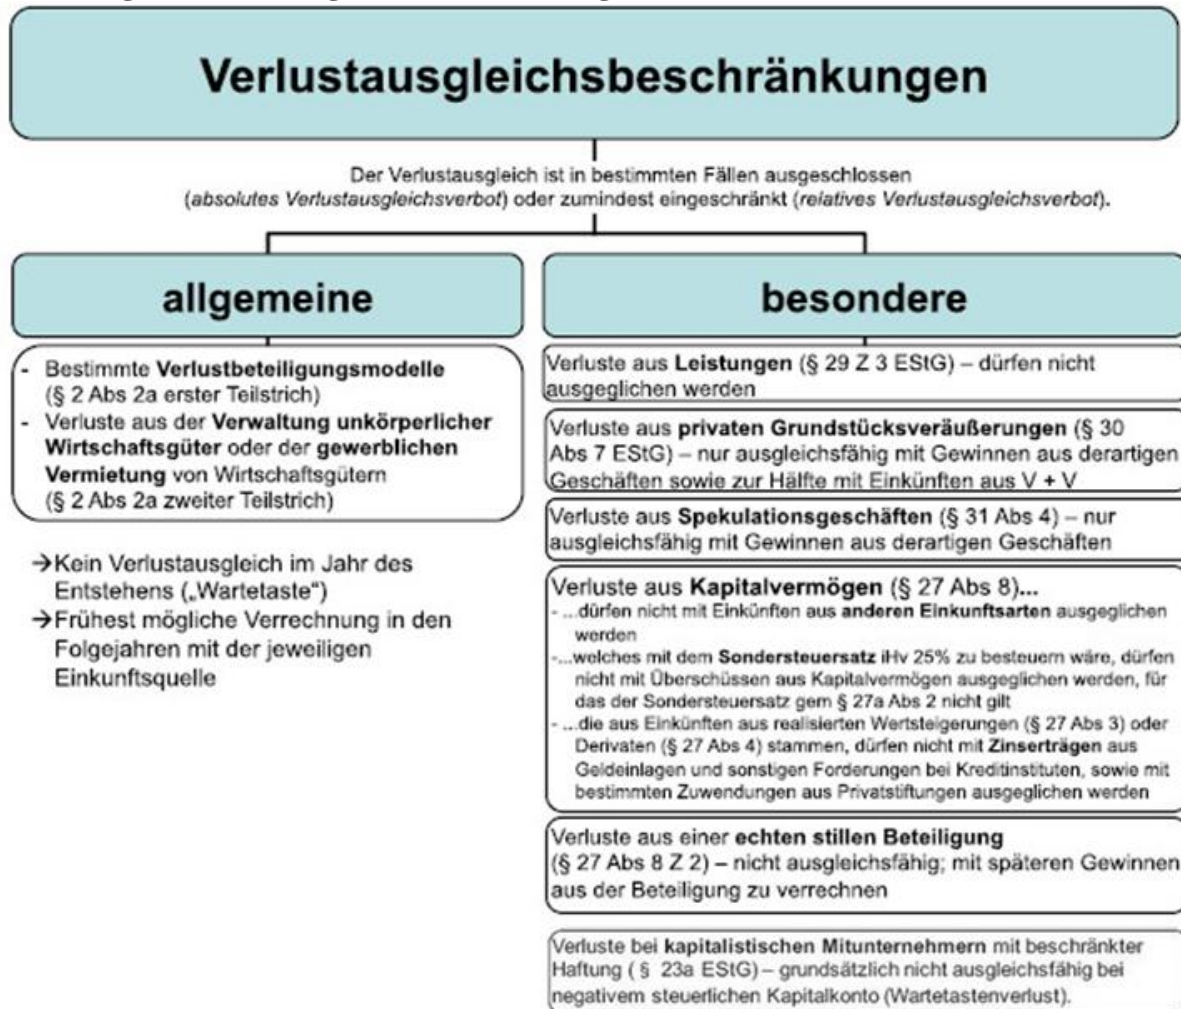 Verlustausgleichsbeschränkungen
Der Verlustausgleich ist in bestimmten Fällen ausgeschlossen
(absolutes Verlustausgleichsverbot) oder zumindest eingeschränkt (relatives Verlustausgleichsverbot).
allgemeine
- Bestimmte Verlustbeteiligungsmodelle
(§ 2 Abs 2a erster Teilstrich)
- Verluste aus der Verwaltung unkörperlicher
Wirtschaftsgüter oder der gewerblichen
Vermietung von Wirtschaftsgütern
(§ 2 Abs 2a zweiter Teilstrich)
→Kein Verlustausgleich im Jahr des
Entstehens („Wartetaste“)
→Frühest mögliche Verrechnung in den
Folgejahren mit der jeweiligen
Einkunftsquelle
besondere
Verluste aus Leistungen (§ 29 Z 3 EStG) – dürfen nicht
ausgeglichen werden
Verluste aus privaten Grundstücksveräußerungen (§ 30
Abs 7 EStG) – nur ausgleichsfähig mit Gewinnen aus derartigen
Geschäften sowie zur Hälfte mit Einkünften aus V + V
Verluste aus Spekulationsgeschäften (§ 31 Abs 4) – nur
ausgleichsfähig mit Gewinnen aus derartigen Geschäften
Verluste aus Kapitalvermögen (§ 27 Abs 8)...
- ...dürfen nicht mit Einkünften aus anderen Einkunftsarten ausgeglichen
werden
-...welches mit dem Sondersteuersatz iHv 25% zu besteuern wäre, dürfen
nicht mit Überschüssen aus Kapitalvermögen ausgeglichen werden, für
das der Sondersteuersatz gem § 27a Abs 2 nicht gilt
- ...die aus Einkünften aus realisierten Wertsteigerungen (§ 27 Abs 3) oder
Derivaten (§ 27 Abs 4) stammen, dürfen nicht mit Zinserträgen aus
Geldeinlagen und sonstigen Forderungen bei Kreditinstituten, sowie mit
bestimmten Zuwendungen aus Privatstiftungen ausgeglichen werden
Verluste aus einer echten stillen Beteiligung
(§ 27 Abs 8 Z 2) – nicht ausgleichsfähig; mit späteren Gewinnen
aus der Beteiligung zu verrechnen
Verluste bei kapitalistischen Mitunternehmern mit beschränkter
Haftung ( § 23a EStG) – grundsätzlich nicht ausgleichsfähig bei
negativem steuerlichen Kapitalkonto (Wartetastenverlust).